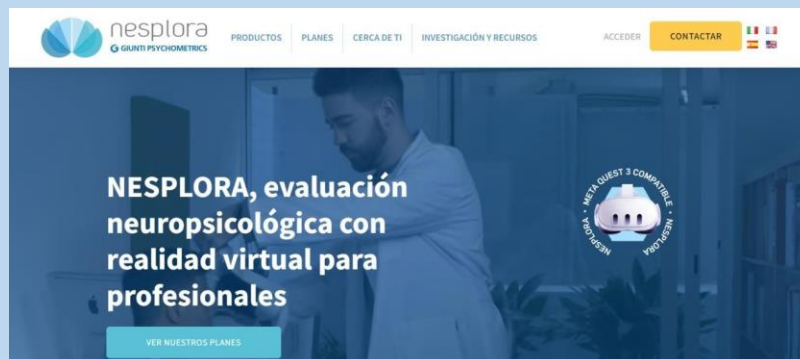 nesplora
GIUNTI PSYCHOMETRICS
PRODUCTOS
PLANES
CERCA DE TI
INVESTIGACIÓN Y RECURSOS
ACCEDER
CONTACTAR
NESPLORA, evaluación
neuropsicológica con
realidad virtual para
profesionales
META QUEST 3 COMPATIBLE • NESPLORA • NESPLORA •
VER NUESTROS PLANES